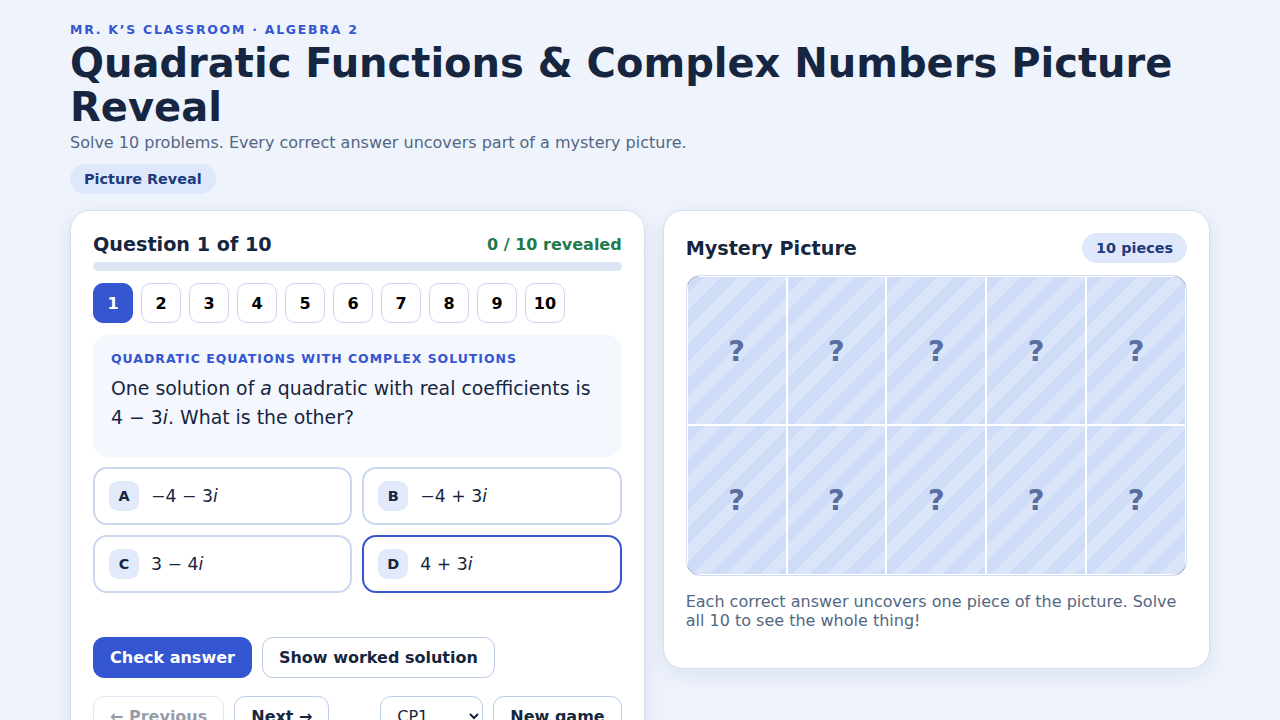 MR. K’S CLASSROOM · ALGEBRA 2
Quadratic Functions & Complex Numbers Picture
Reveal
Solve 10 problems. Every correct answer uncovers part of a mystery picture.
Picture Reveal
Question 1 of 10
0 / 10 revealed
1 2 3 4 5 6 7 8 9 10
QUADRATIC EQUATIONS WITH COMPLEX SOLUTIONS
One solution of a quadratic with real coefficients is
4 − 3i. What is the other?
A −4 − 3i
B −4 + 3i
C 3 − 4i
D 4 + 3i
Check answer
Show worked solution
← Previous
Next →
CP1
New game
Mystery Picture
10 pieces
? ? ? ? ?
? ? ? ? ?
Each correct answer uncovers one piece of the picture. Solve
all 10 to see the whole thing!